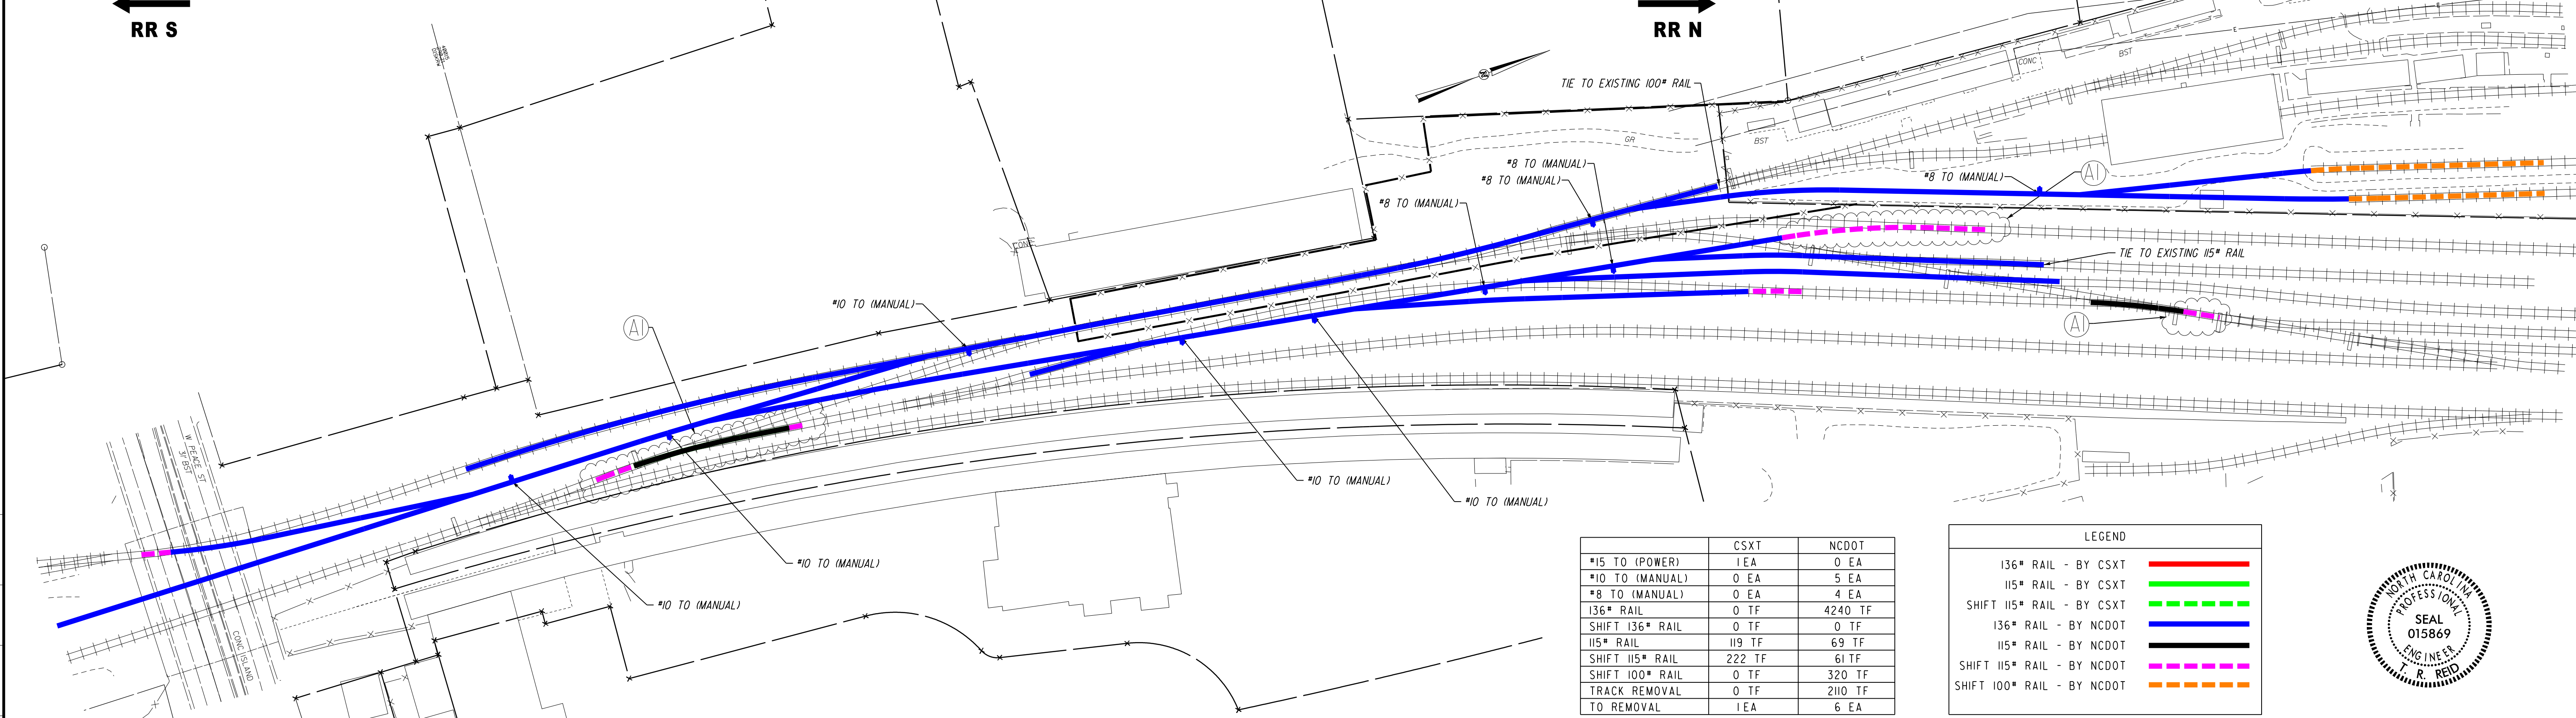 RR S
RR N
TIE TO EXISTING 100# RAIL
CONC
BST
BST
GR
#8 TO (MANUAL)
#8 TO (MANUAL)
#8 TO (MANUAL)
#8 TO (MANUAL)
A1
TIE TO EXISTING 115# RAIL
CONC
#10 TO (MANUAL)
A1
A1
W PEACE ST
31' BST
#10 TO (MANUAL)
#10 TO (MANUAL)
#10 TO (MANUAL)
#10 TO (MANUAL)
CONC ISLAND
E
E
E
E
CSXT NCDOT
#15 TO (POWER) 1 EA 0 EA
#10 TO (MANUAL) 0 EA 5 EA
#8 TO (MANUAL) 0 EA 4 EA
136# RAIL 0 TF 4240 TF
SHIFT 136# RAIL 0 TF 0 TF
115# RAIL 119 TF 69 TF
SHIFT 115# RAIL 222 TF 61 TF
SHIFT 100# RAIL 0 TF 320 TF
TRACK REMOVAL 0 TF 2110 TF
TO REMOVAL 1 EA 6 EA
LEGEND
136# RAIL - BY CSXT
115# RAIL - BY CSXT
SHIFT 115# RAIL - BY CSXT
136# RAIL - BY NCDOT
115# RAIL - BY NCDOT
SHIFT 115# RAIL - BY NCDOT
SHIFT 100# RAIL - BY NCDOT
NORTH CAROLINA
PROFESSIONAL
SEAL
015869
ENGINEER
T. R. REID